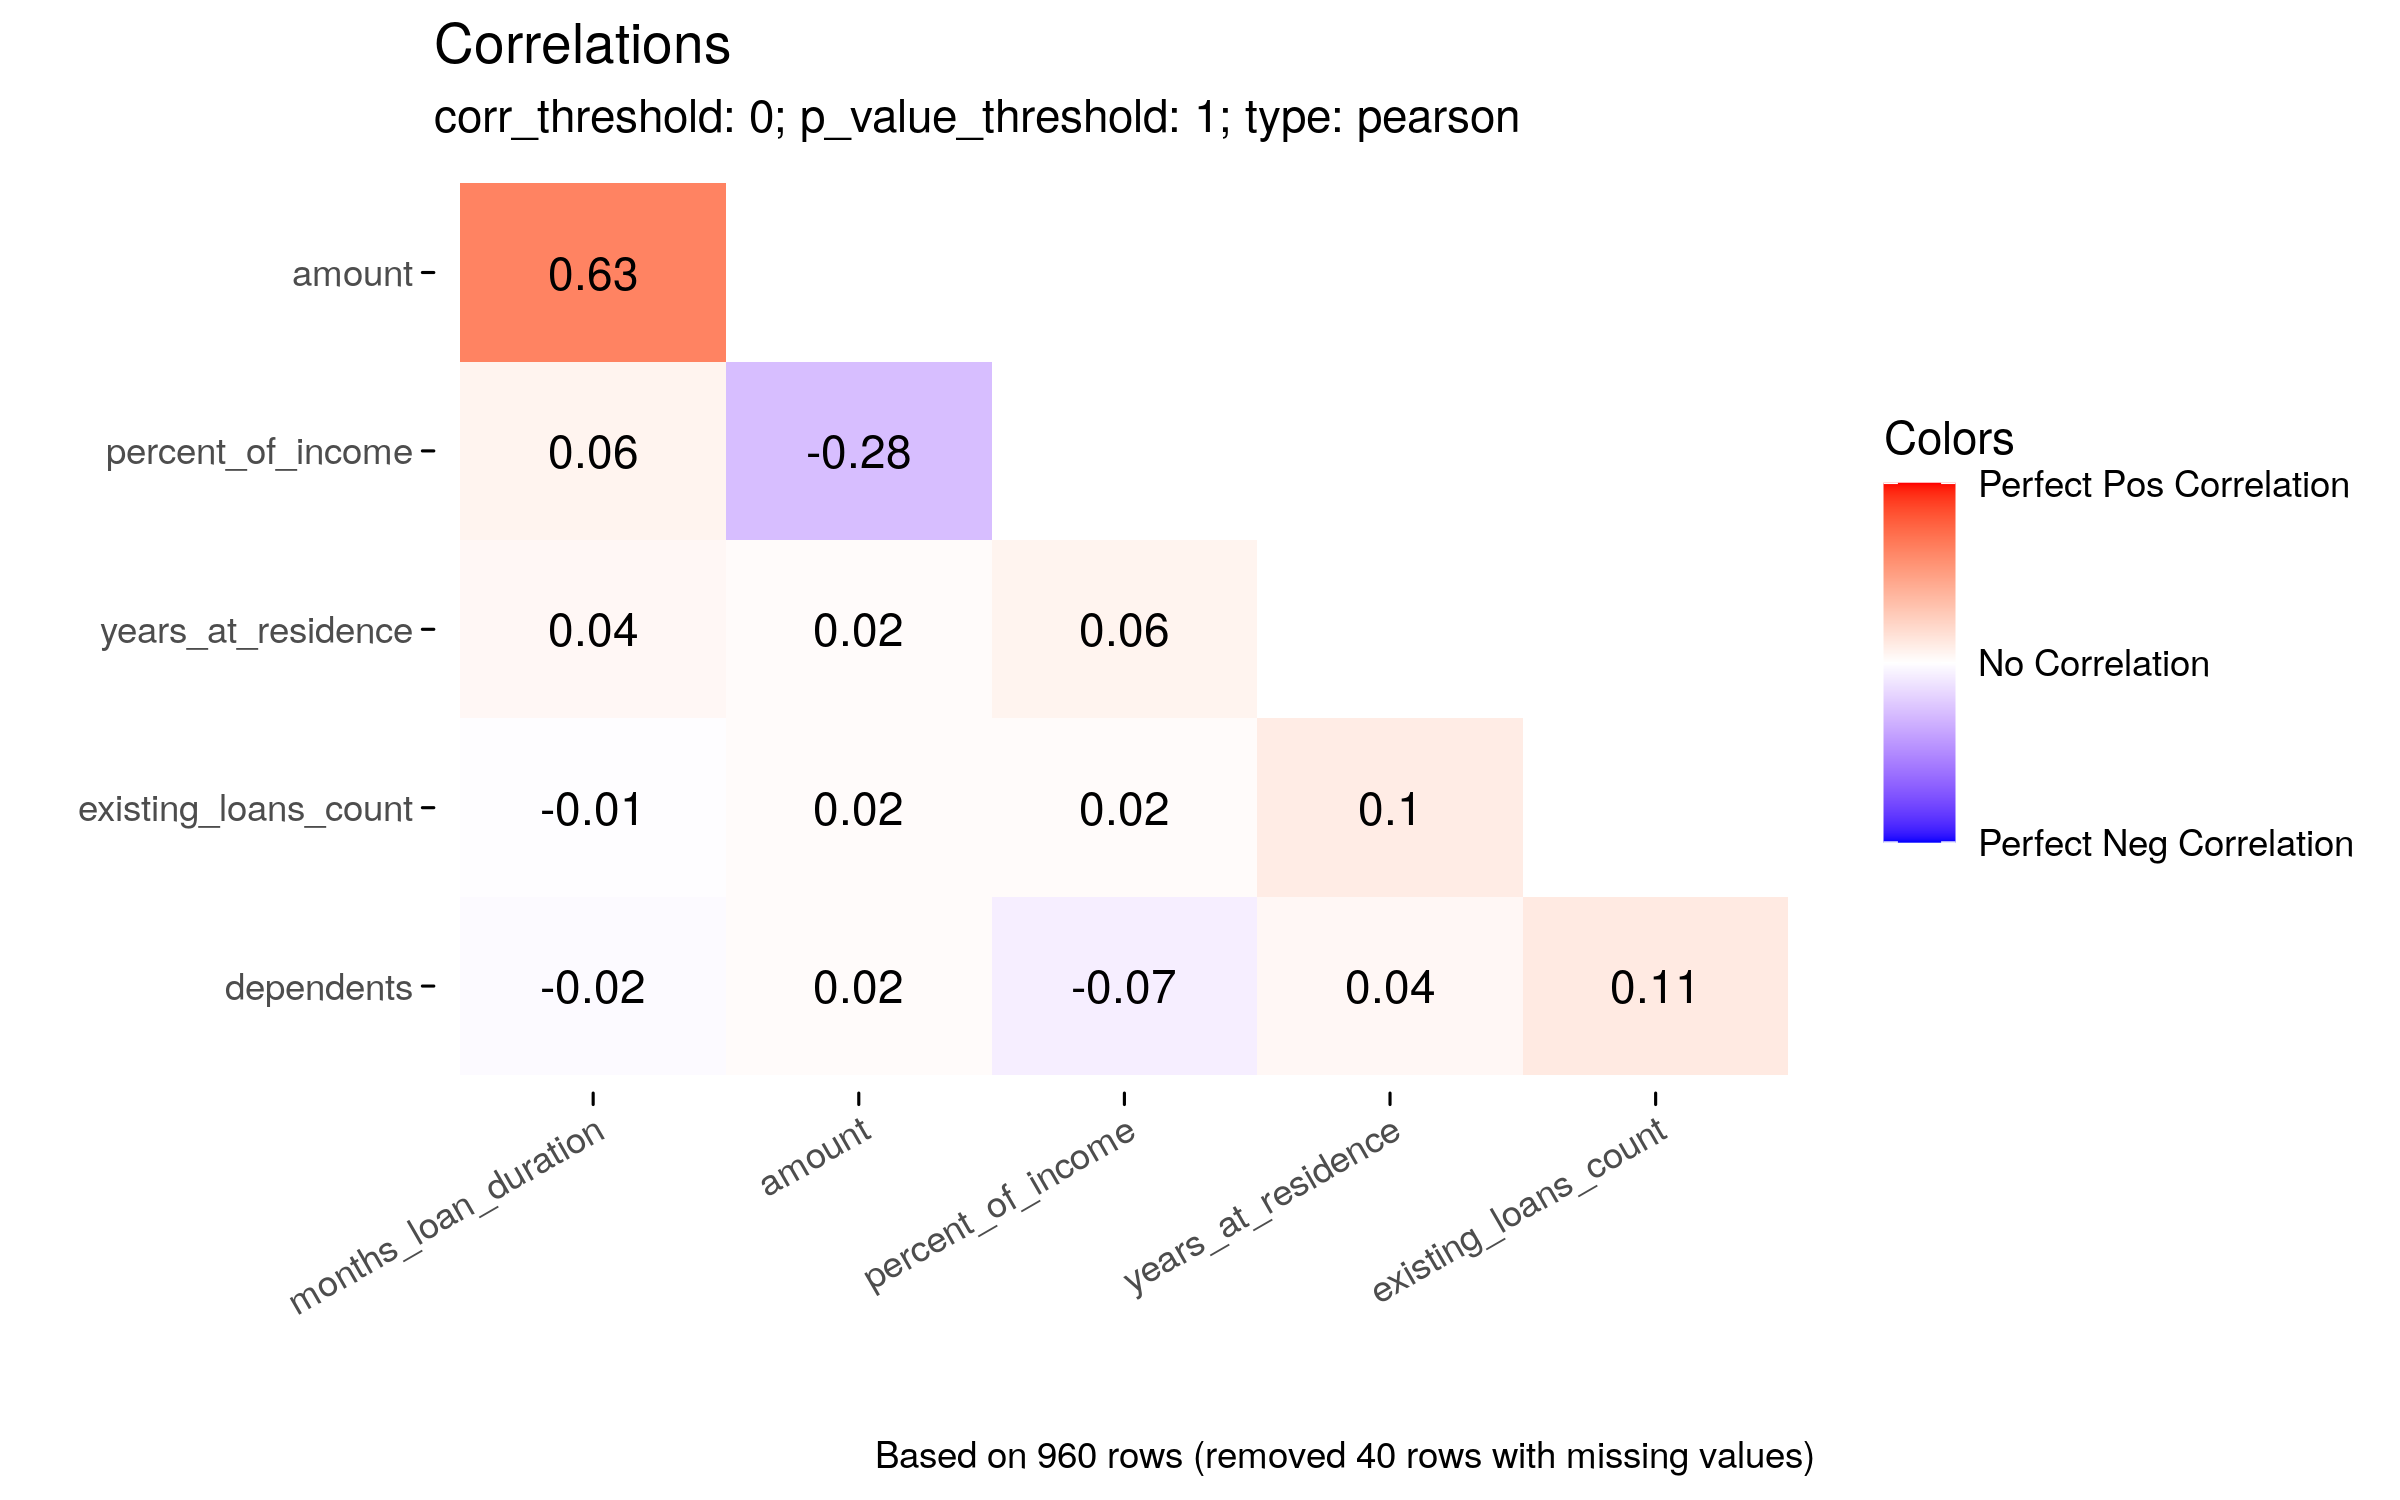 Correlations
corr_threshold: 0; p_value_threshold: 1; type: pearson
amount
0.63
percent_of_income
0.06
-0.28
years_at_residence
0.04
0.02
0.06
existing_loans_count
-0.01
0.02
0.02
0.1
dependents
-0.02
0.02
-0.07
0.04
0.11
months_loan_duration
amount
percent_of_income
years_at_residence
existing_loans_count
Colors
Perfect Pos Correlation
No Correlation
Perfect Neg Correlation
Based on 960 rows (removed 40 rows with missing values)